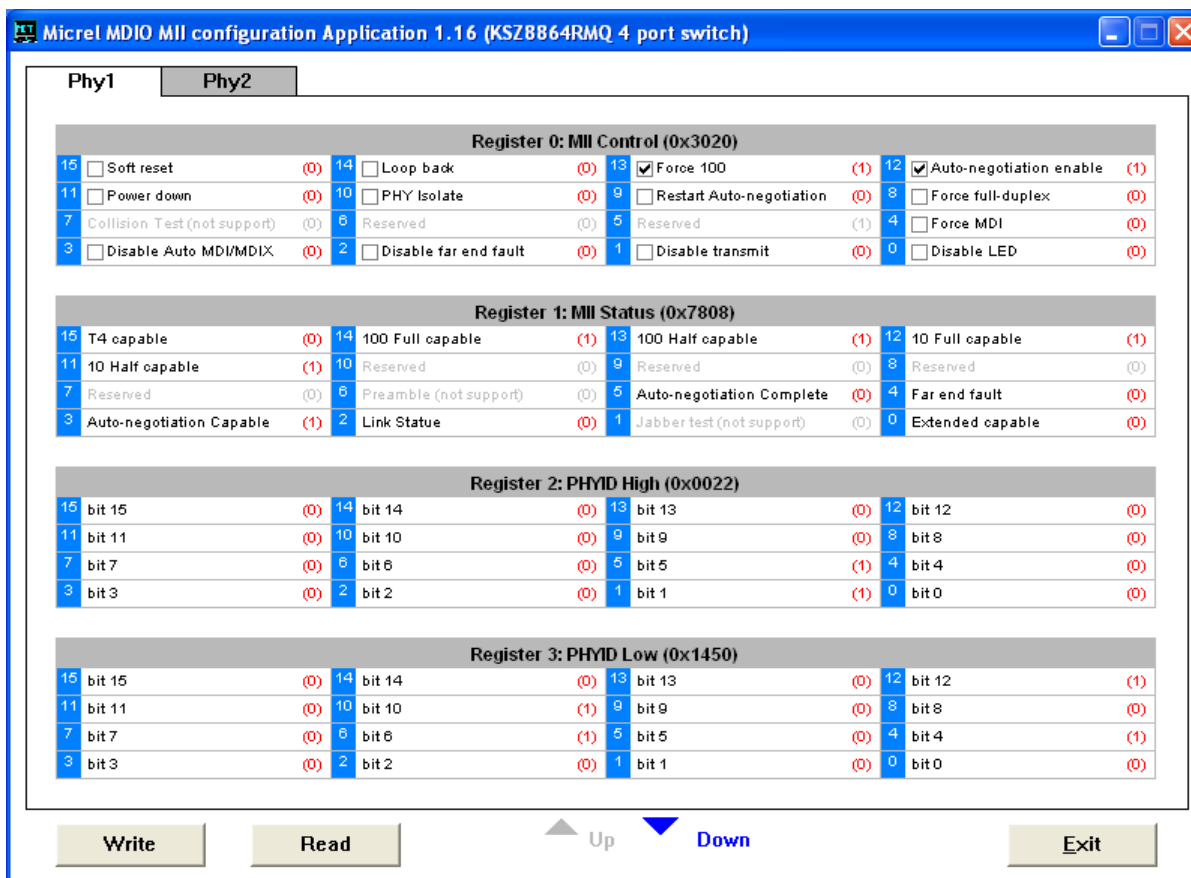 Micrel MDIO MII configuration Application 1.16 (KSZ8864RMQ 4 port switch)
Phy1 Phy2
Register 0: MII Control (0x3020)
15 Soft reset (0) 14 Loop back (0) 13 Force 100 (1) 12 Auto-negotiation enable (1)
11 Power down (0) 10 PHY Isolate (0) 9 Restart Auto-negotiation (0) 8 Force full-duplex (0)
7 Collision Test (not support) (0) 6 Reserved (0) 5 Reserved (1) 4 Force MDI (0)
3 Disable Auto MDI/MDIX (0) 2 Disable far end fault (0) 1 Disable transmit (0) 0 Disable LED (0)
Register 1: MII Status (0x7808)
15 T4 capable (0) 14 100 Full capable (1) 13 100 Half capable (1) 12 10 Full capable (1)
11 10 Half capable (1) 10 Reserved (0) 9 Reserved (0) 8 Reserved (0)
7 Reserved (0) 6 Preamble (not support) (0) 5 Auto-negotiation Complete (0) 4 Far end fault (0)
3 Auto-negotiation Capable (1) 2 Link Statue (0) 1 Jabber test (not support) (0) 0 Extended capable (0)
Register 2: PHYID High (0x0022)
15 bit 15 (0) 14 bit 14 (0) 13 bit 13 (0) 12 bit 12 (0)
11 bit 11 (0) 10 bit 10 (0) 9 bit 9 (0) 8 bit 8 (0)
7 bit 7 (0) 6 bit 6 (0) 5 bit 5 (1) 4 bit 4 (0)
3 bit 3 (0) 2 bit 2 (0) 1 bit 1 (1) 0 bit 0 (0)
Register 3: PHYID Low (0x1450)
15 bit 15 (0) 14 bit 14 (0) 13 bit 13 (0) 12 bit 12 (1)
11 bit 11 (0) 10 bit 10 (1) 9 bit 9 (0) 8 bit 8 (0)
7 bit 7 (0) 6 bit 6 (1) 5 bit 5 (0) 4 bit 4 (1)
3 bit 3 (0) 2 bit 2 (0) 1 bit 1 (0) 0 bit 0 (0)
Write Read Up Down Exit